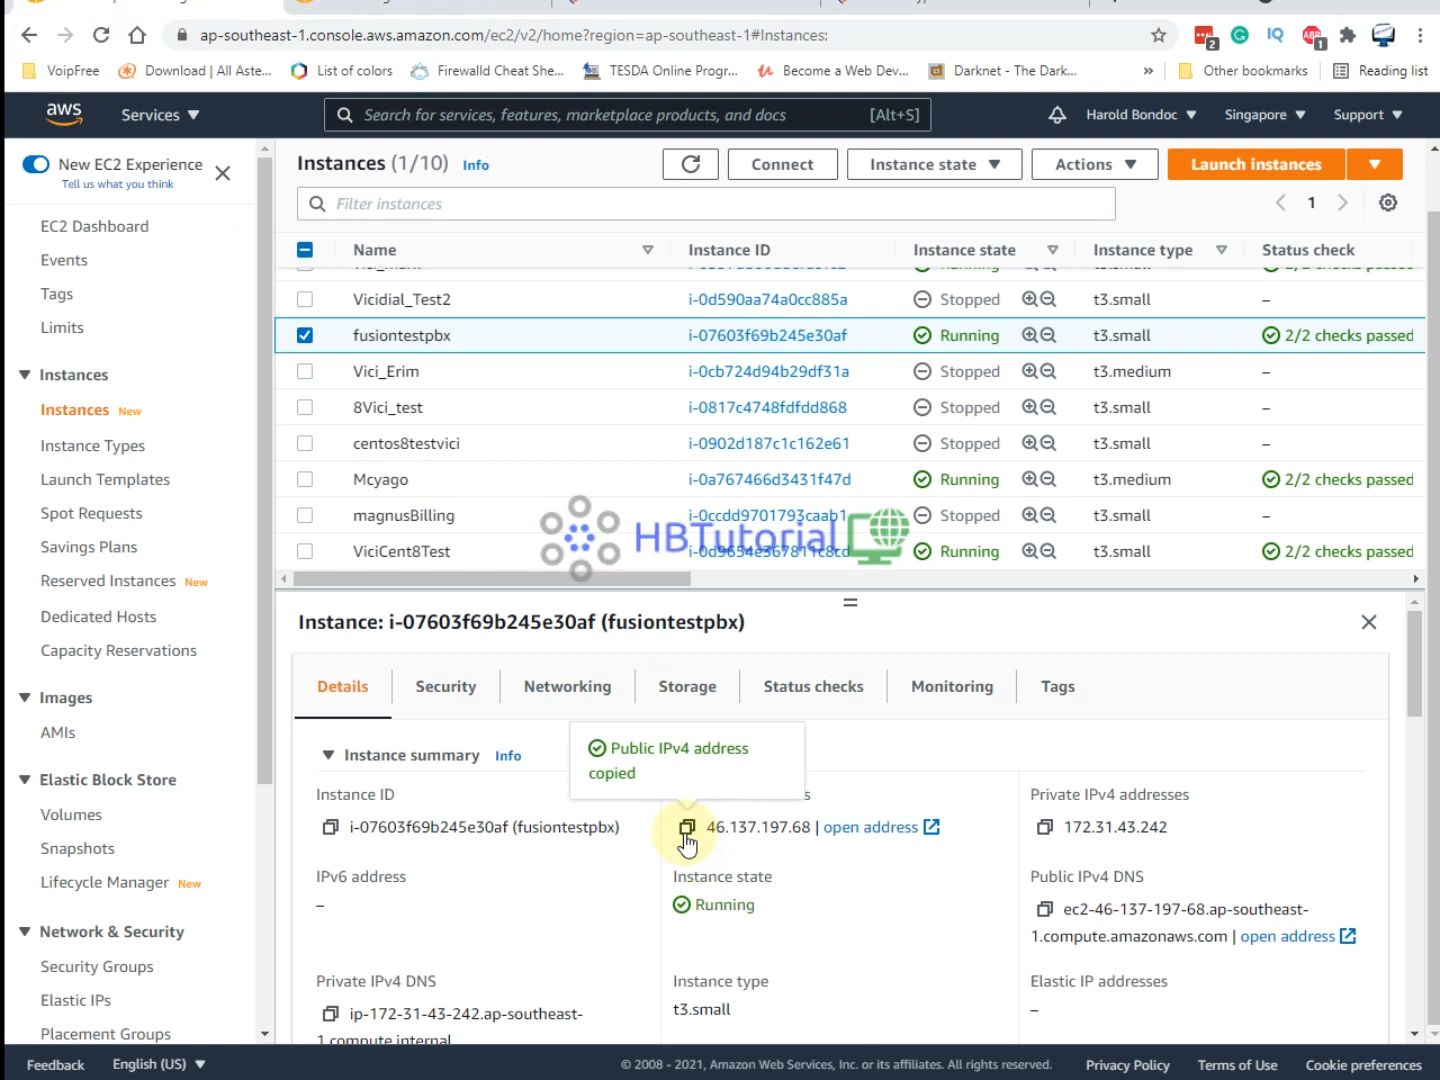 ap-southeast-1.console.aws.amazon.com/ec2/v2/home?region=ap-southeast-1#Instances:
2
IQ
ABP
1
VoipFree
Download | All Aste...
List of colors
Firewalld Cheat She...
TESDA Online Progr...
Become a Web Dev...
Darknet - The Dark...
»
Other bookmarks
Reading list
aws
Services
Search for services, features, marketplace products, and docs
[Alt+S]
Harold Bondoc
Singapore
Support
New EC2 Experience
Tell us what you think
EC2 Dashboard
Events
Tags
Limits
Instances
Instances New
Instance Types
Launch Templates
Spot Requests
Savings Plans
Reserved Instances New
Dedicated Hosts
Capacity Reservations
Images
AMIs
Elastic Block Store
Volumes
Snapshots
Lifecycle Manager New
Network & Security
Security Groups
Elastic IPs
Placement Groups
Instances (1/10) Info
Connect
Instance state
Actions
Launch instances
Filter instances
1
Name Instance ID Instance state Instance type Status check
Vicidial_Test2 i-0d590aa74a0cc885a Stopped t3.small –
fusiontestpbx i-07603f69b245e30af Running t3.small 2/2 checks passed
Vici_Erim i-0cb724d94b29df31a Stopped t3.medium –
8Vici_test i-0817c4748fdfdd868 Stopped t3.small –
centos8testvici i-0902d187c1c162e61 Stopped t3.small –
Mcyago i-0a767466d3431f47d Running t3.medium 2/2 checks passed
magnusBilling i-0ccdd9701793caab1 Stopped t3.small –
HBTutorial
ViciCent8Test i-0d9654e367811c8cd Running t3.small 2/2 checks passed
Instance: i-07603f69b245e30af (fusiontestpbx)
Details
Security
Networking
Storage
Status checks
Monitoring
Tags
Public IPv4 address
copied
Instance summary Info
Instance ID
i-07603f69b245e30af (fusiontestpbx)
46.137.197.68 | open address
Private IPv4 addresses
172.31.43.242
IPv6 address
–
Instance state
Running
Public IPv4 DNS
ec2-46-137-197-68.ap-southeast-
1.compute.amazonaws.com | open address
Private IPv4 DNS
ip-172-31-43-242.ap-southeast-
1.compute.internal
Instance type
t3.small
Elastic IP addresses
–
Feedback
English (US)
© 2008 - 2021, Amazon Web Services, Inc. or its affiliates. All rights reserved.
Privacy Policy
Terms of Use
Cookie preferences